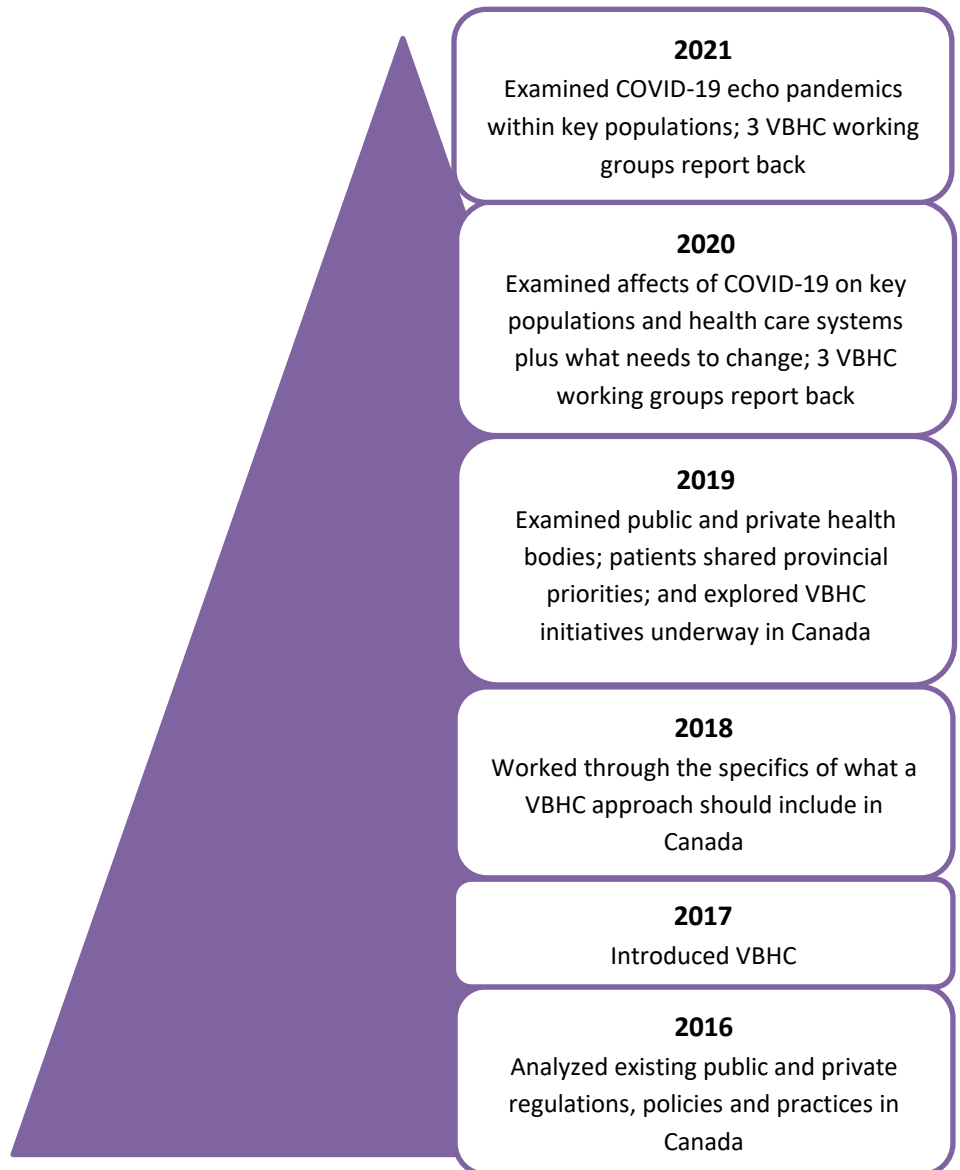 2021
Examined COVID-19 echo pandemics
within key populations; 3 VBHC working
groups report back
2020
Examined affects of COVID-19 on key
populations and health care systems
plus what needs to change; 3 VBHC
working groups report back
2019
Examined public and private health
bodies; patients shared provincial
priorities; and explored VBHC
initiatives underway in Canada
2018
Worked through the specifics of what a
VBHC approach should include in
Canada
2017
Introduced VBHC
2016
Analyzed existing public and private
regulations, policies and practices in
Canada